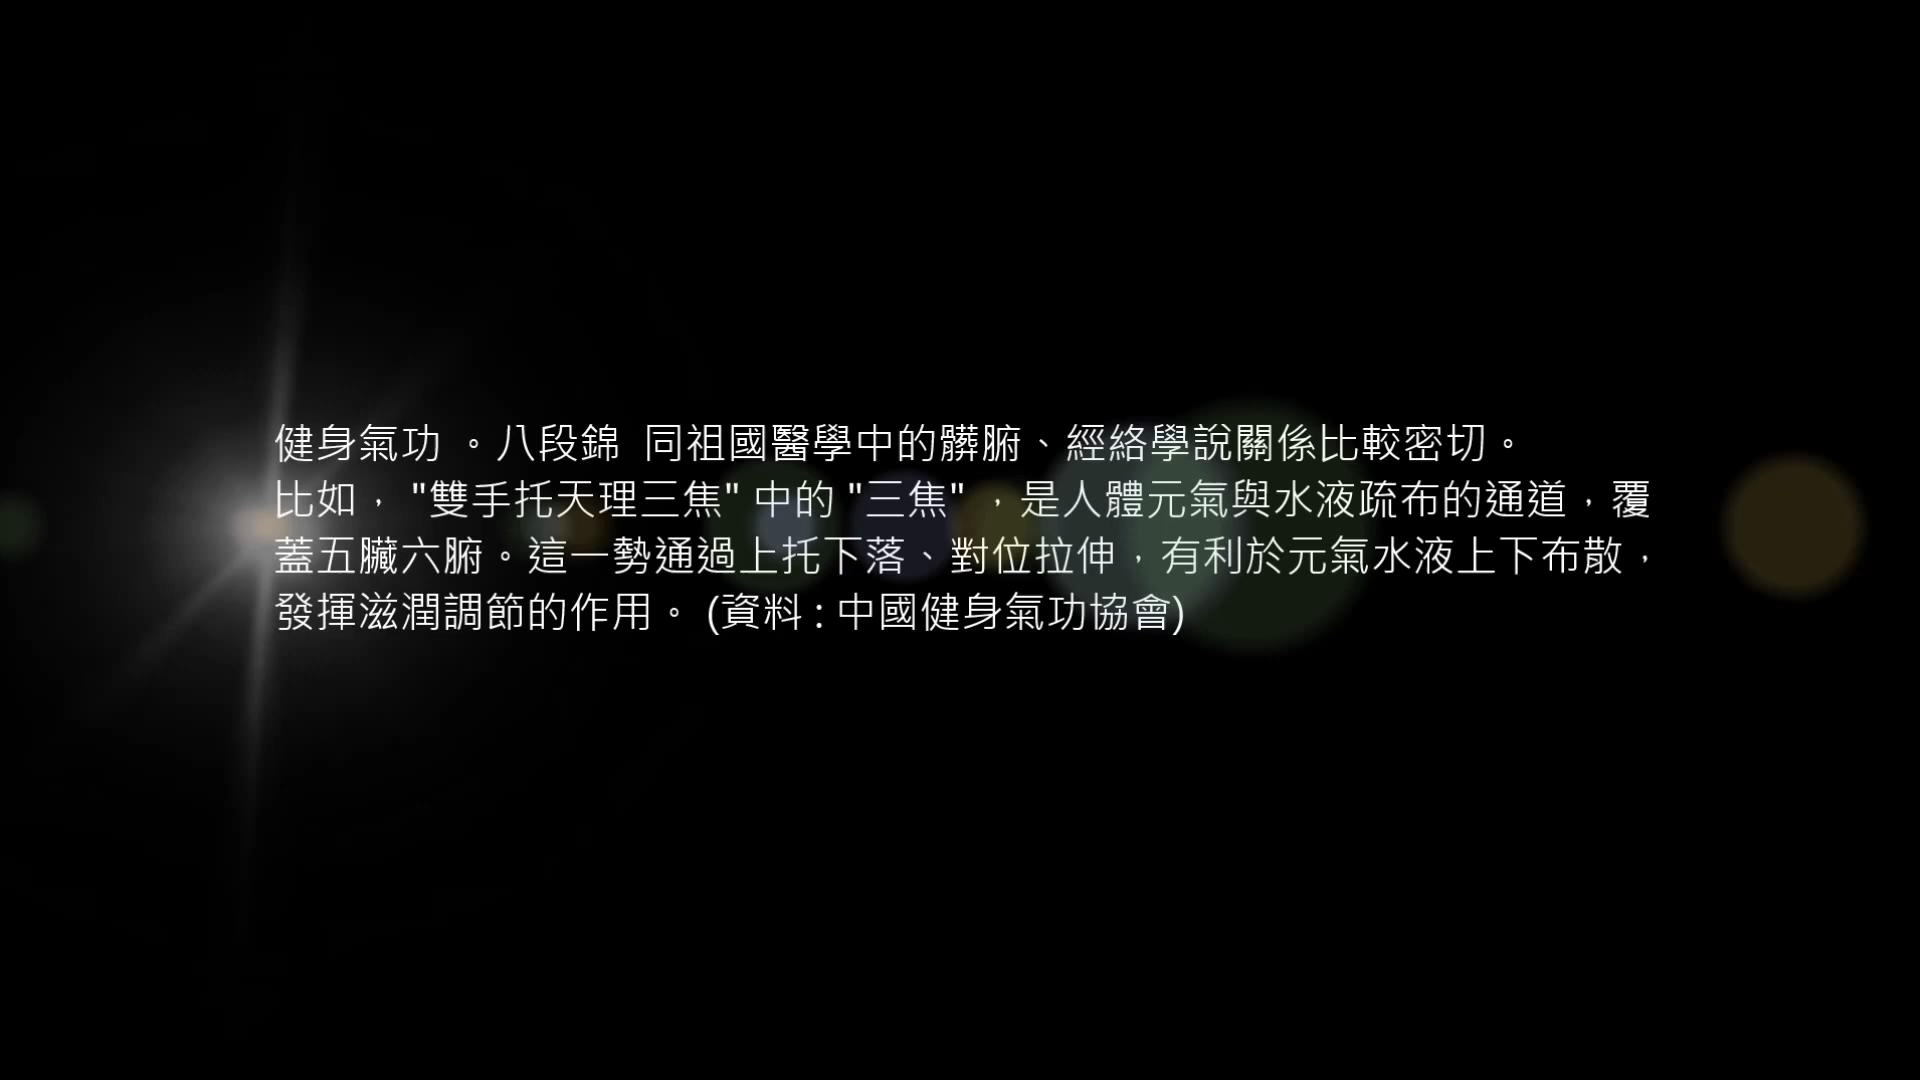 健身氣功 。八段錦  同祖國醫學中的髒腑、經絡學說關係比較密切。
比如， "雙手托天理三焦" 中的 "三焦" ，是人體元氣與水液疏布的通道，覆
蓋五臟六腑。這一勢通過上托下落、對位拉伸，有利於元氣水液上下布散，
發揮滋潤調節的作用。 (資料 : 中國健身氣功協會)